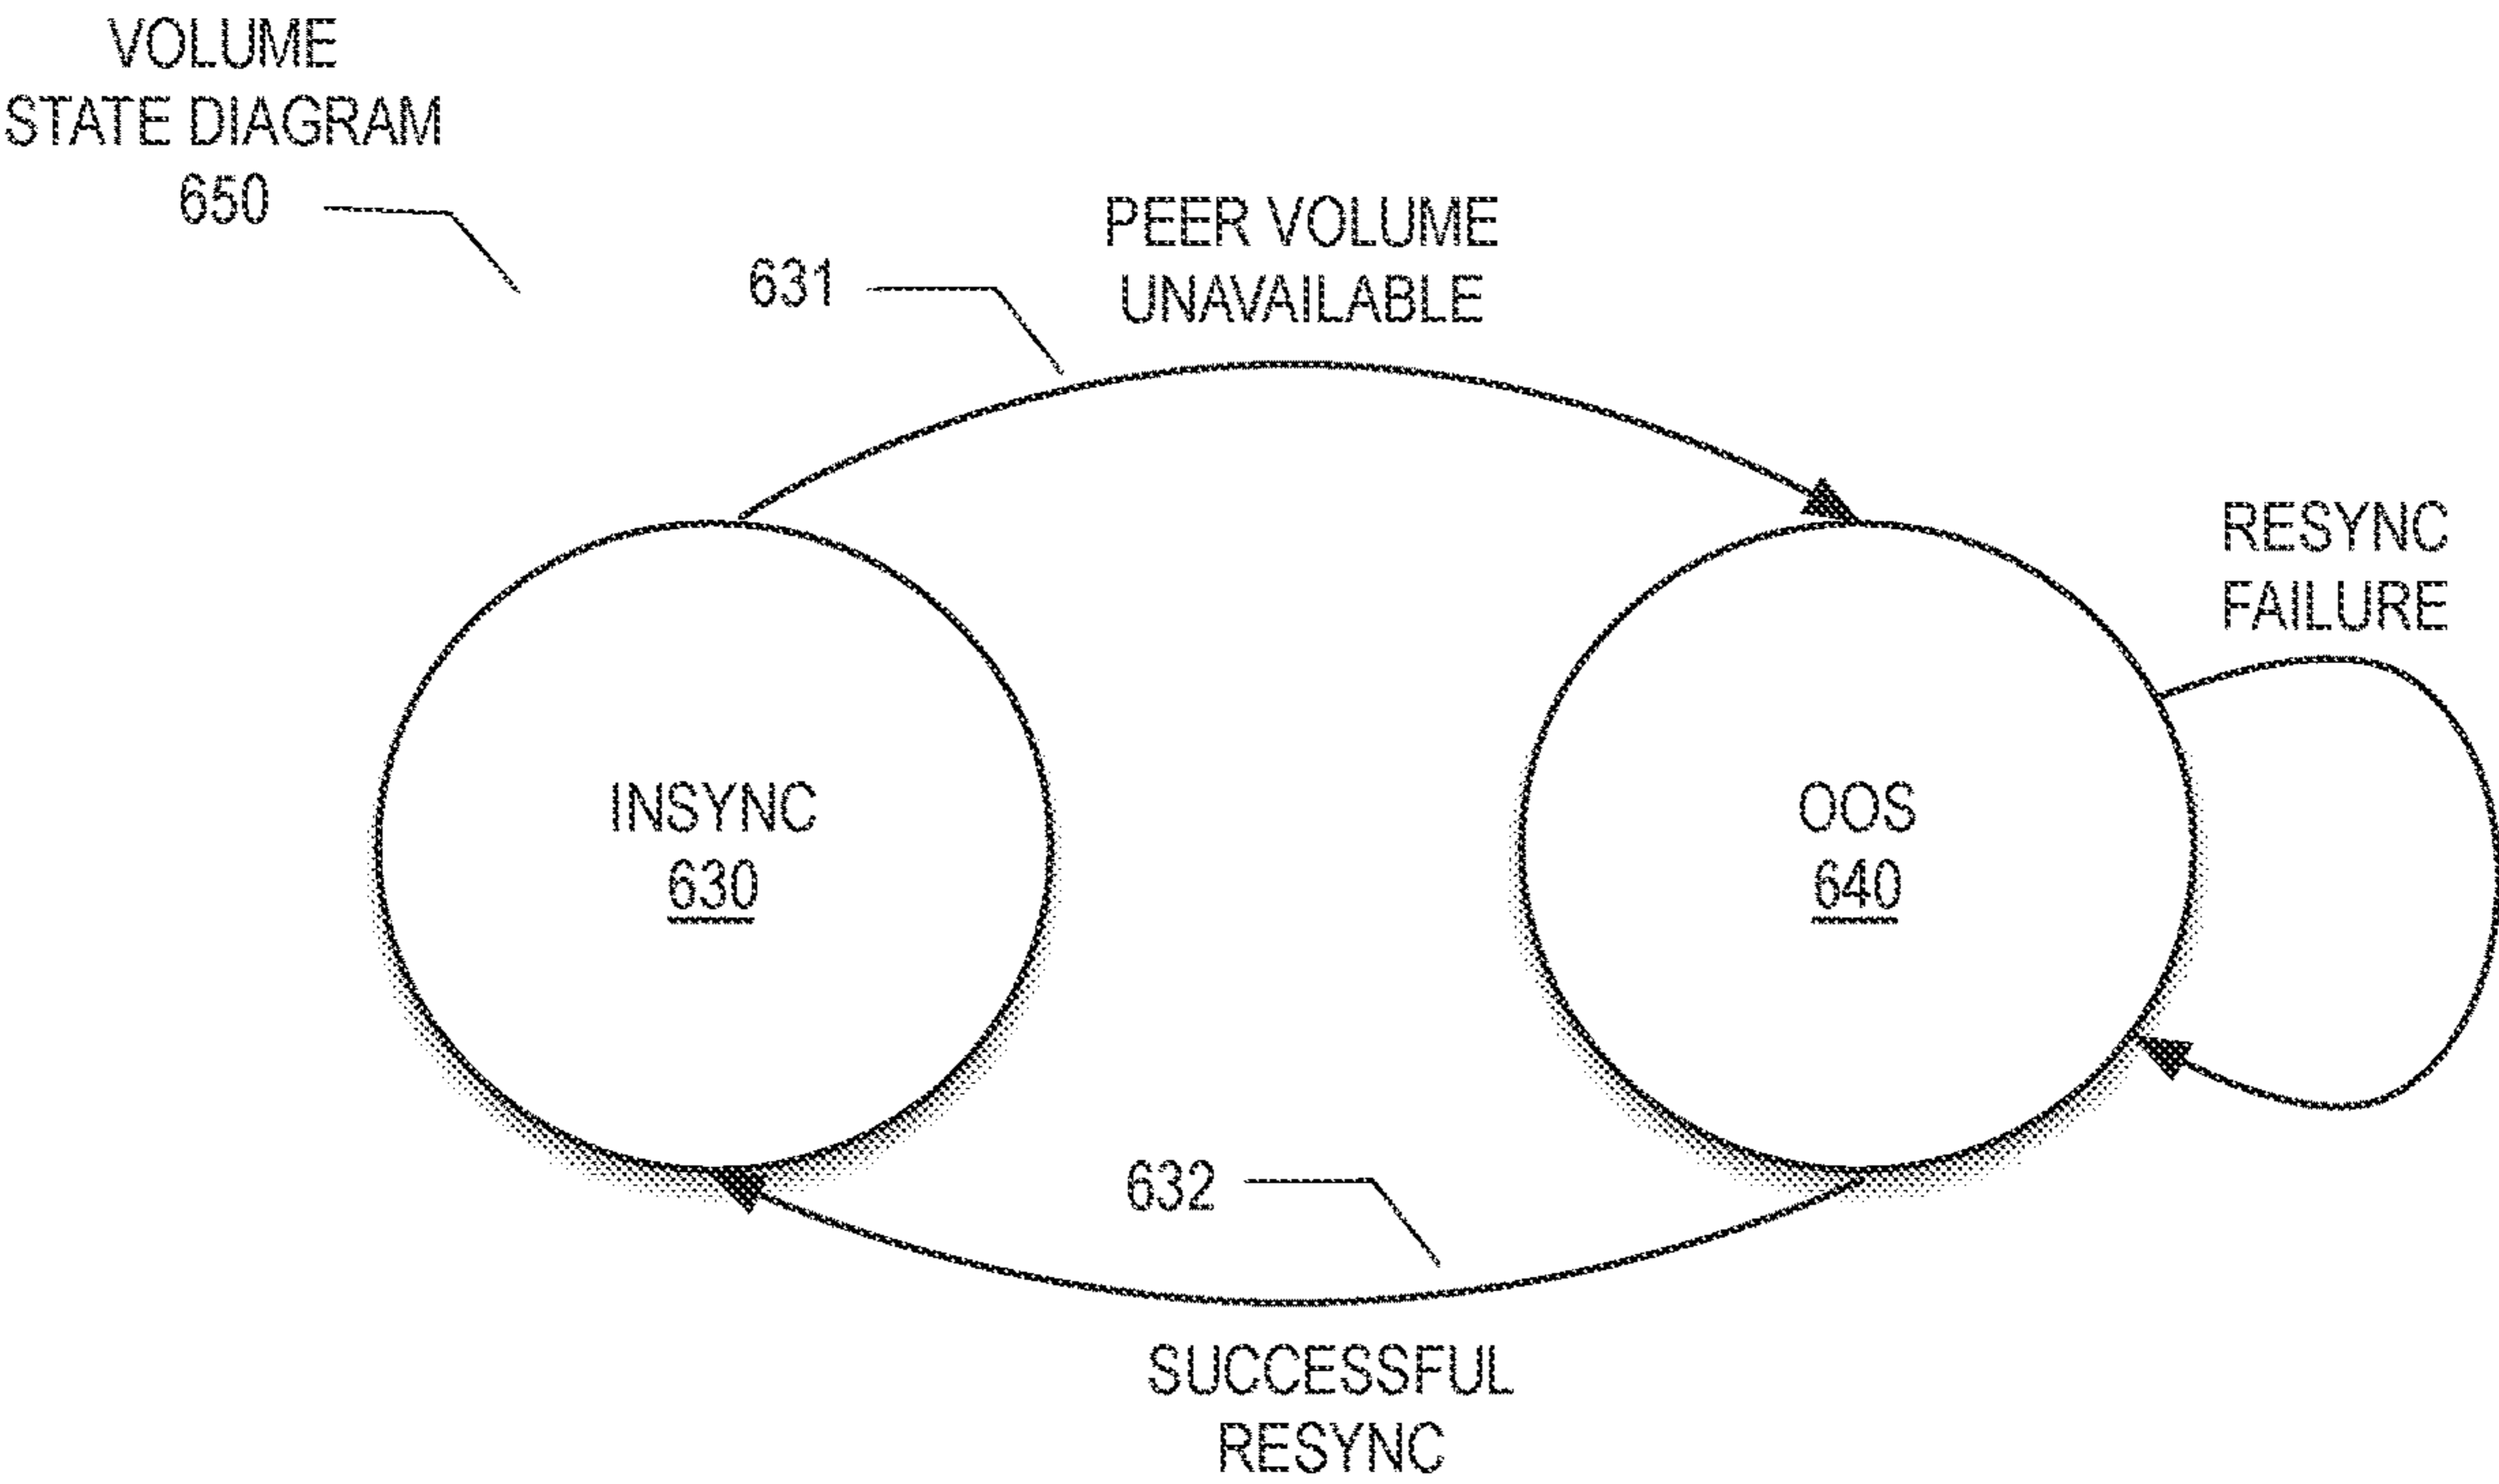 VOLUME
STATE DIAGRAM
650
PEER VOLUME
UNAVAILABLE
631
RESYNC
FAILURE
INSYNC
630
OOS
640
632
SUCCESSFUL
RESYNC